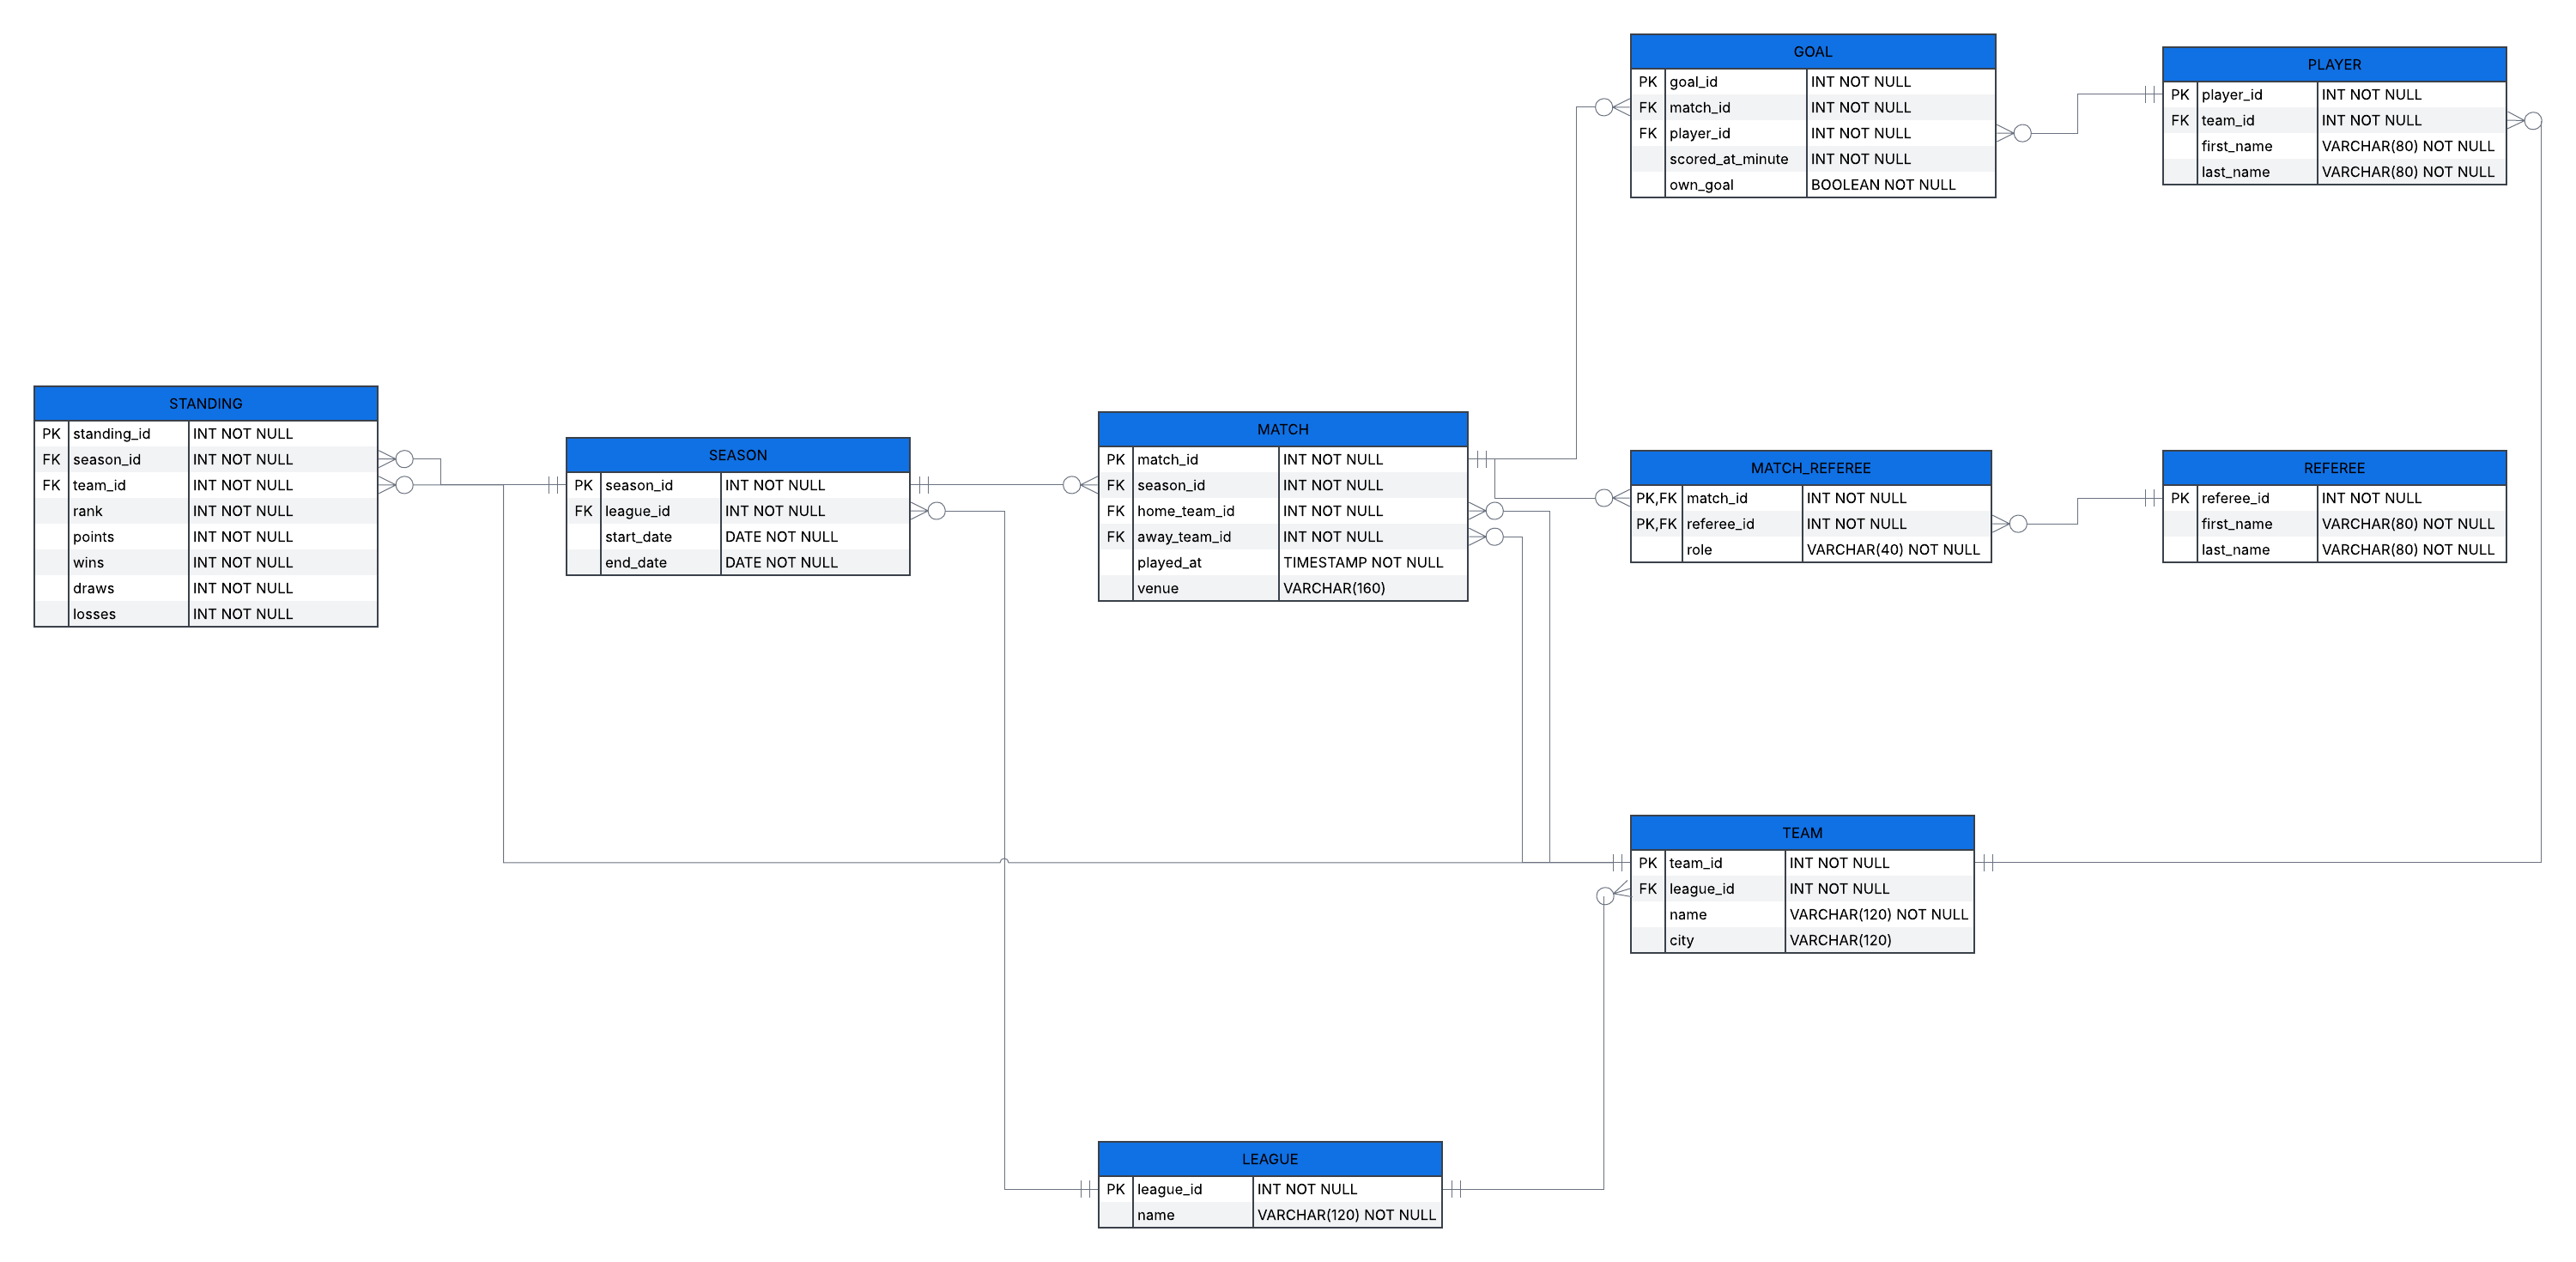 GOAL
PK goal_id INT NOT NULL
FK match_id INT NOT NULL
FK player_id INT NOT NULL
scored_at_minute INT NOT NULL
own_goal BOOLEAN NOT NULL
PLAYER
PK player_id INT NOT NULL
FK team_id INT NOT NULL
first_name VARCHAR(80) NOT NULL
last_name VARCHAR(80) NOT NULL
STANDING
PK standing_id INT NOT NULL
FK season_id INT NOT NULL
FK team_id INT NOT NULL
rank INT NOT NULL
points INT NOT NULL
wins INT NOT NULL
draws INT NOT NULL
losses INT NOT NULL
SEASON
PK season_id INT NOT NULL
FK league_id INT NOT NULL
start_date DATE NOT NULL
end_date DATE NOT NULL
MATCH
PK match_id INT NOT NULL
FK season_id INT NOT NULL
FK home_team_id INT NOT NULL
FK away_team_id INT NOT NULL
played_at TIMESTAMP NOT NULL
venue VARCHAR(160)
MATCH_REFEREE
PK,FK match_id INT NOT NULL
PK,FK referee_id INT NOT NULL
role VARCHAR(40) NOT NULL
REFEREE
PK referee_id INT NOT NULL
first_name VARCHAR(80) NOT NULL
last_name VARCHAR(80) NOT NULL
TEAM
PK team_id INT NOT NULL
FK league_id INT NOT NULL
name VARCHAR(120) NOT NULL
city VARCHAR(120)
LEAGUE
PK league_id INT NOT NULL
name VARCHAR(120) NOT NULL